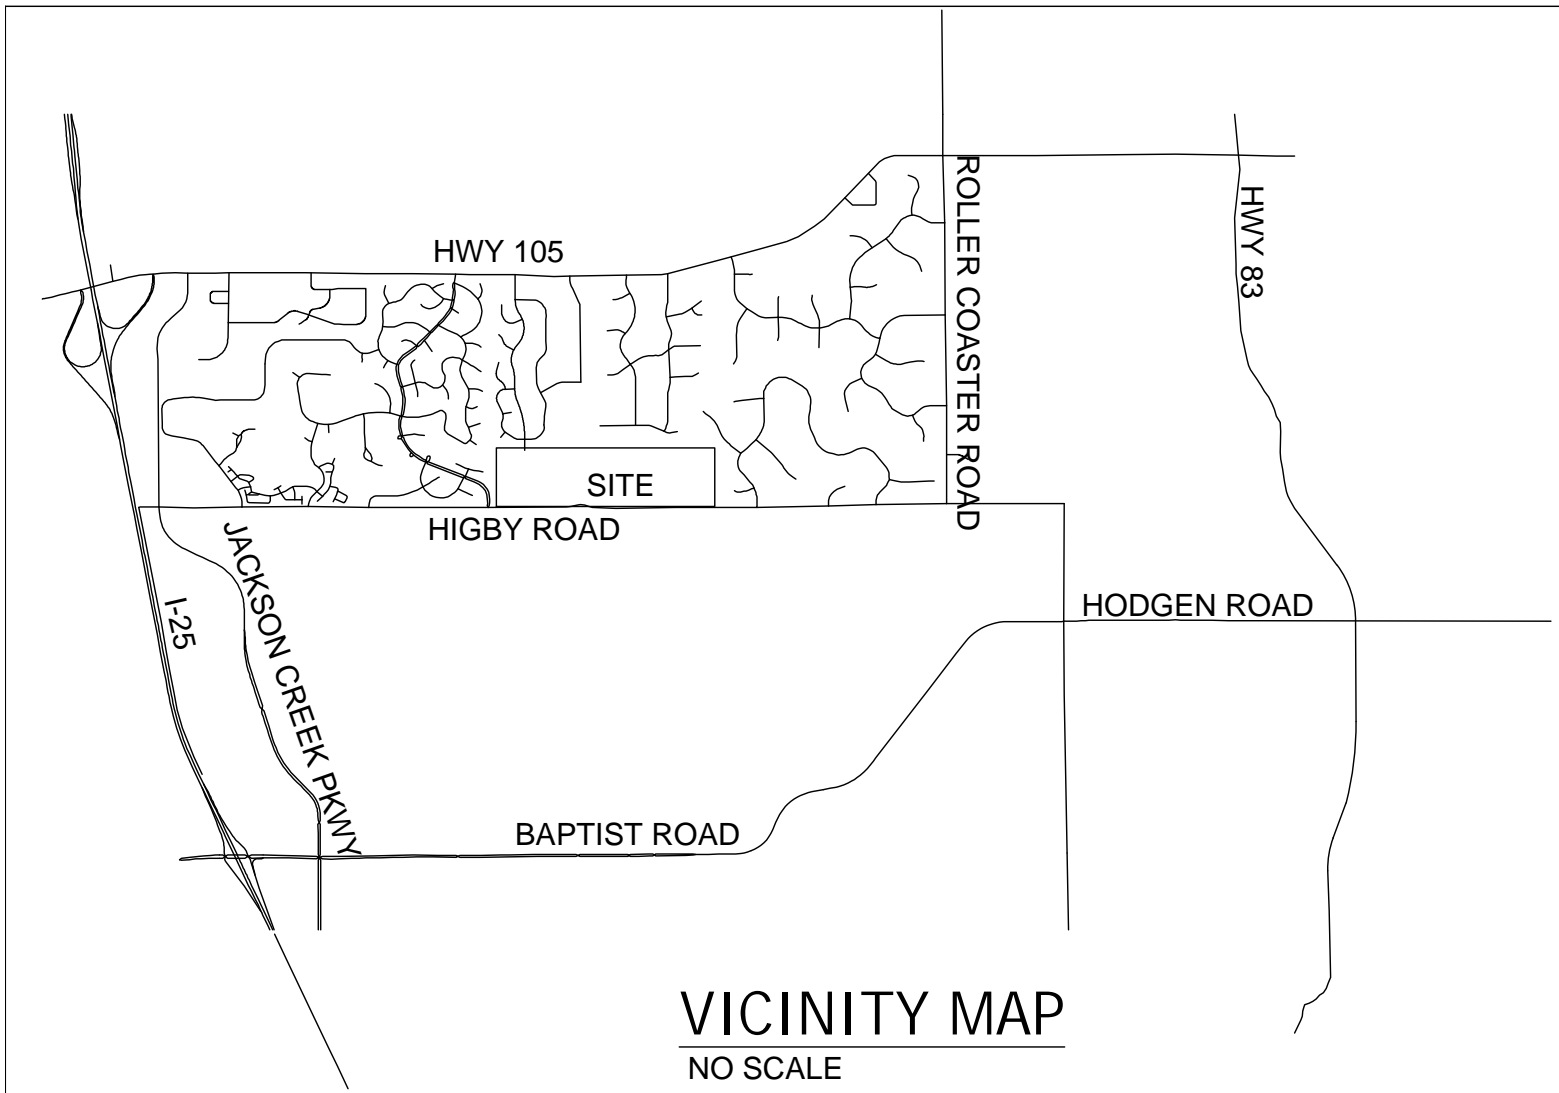 HWY 105
ROLLER COASTER ROAD
HWY 83
SITE
HIGBY ROAD
JACKSON CREEK PKWY
I-25
HODGEN ROAD
BAPTIST ROAD
VICINITY MAP
NO SCALE